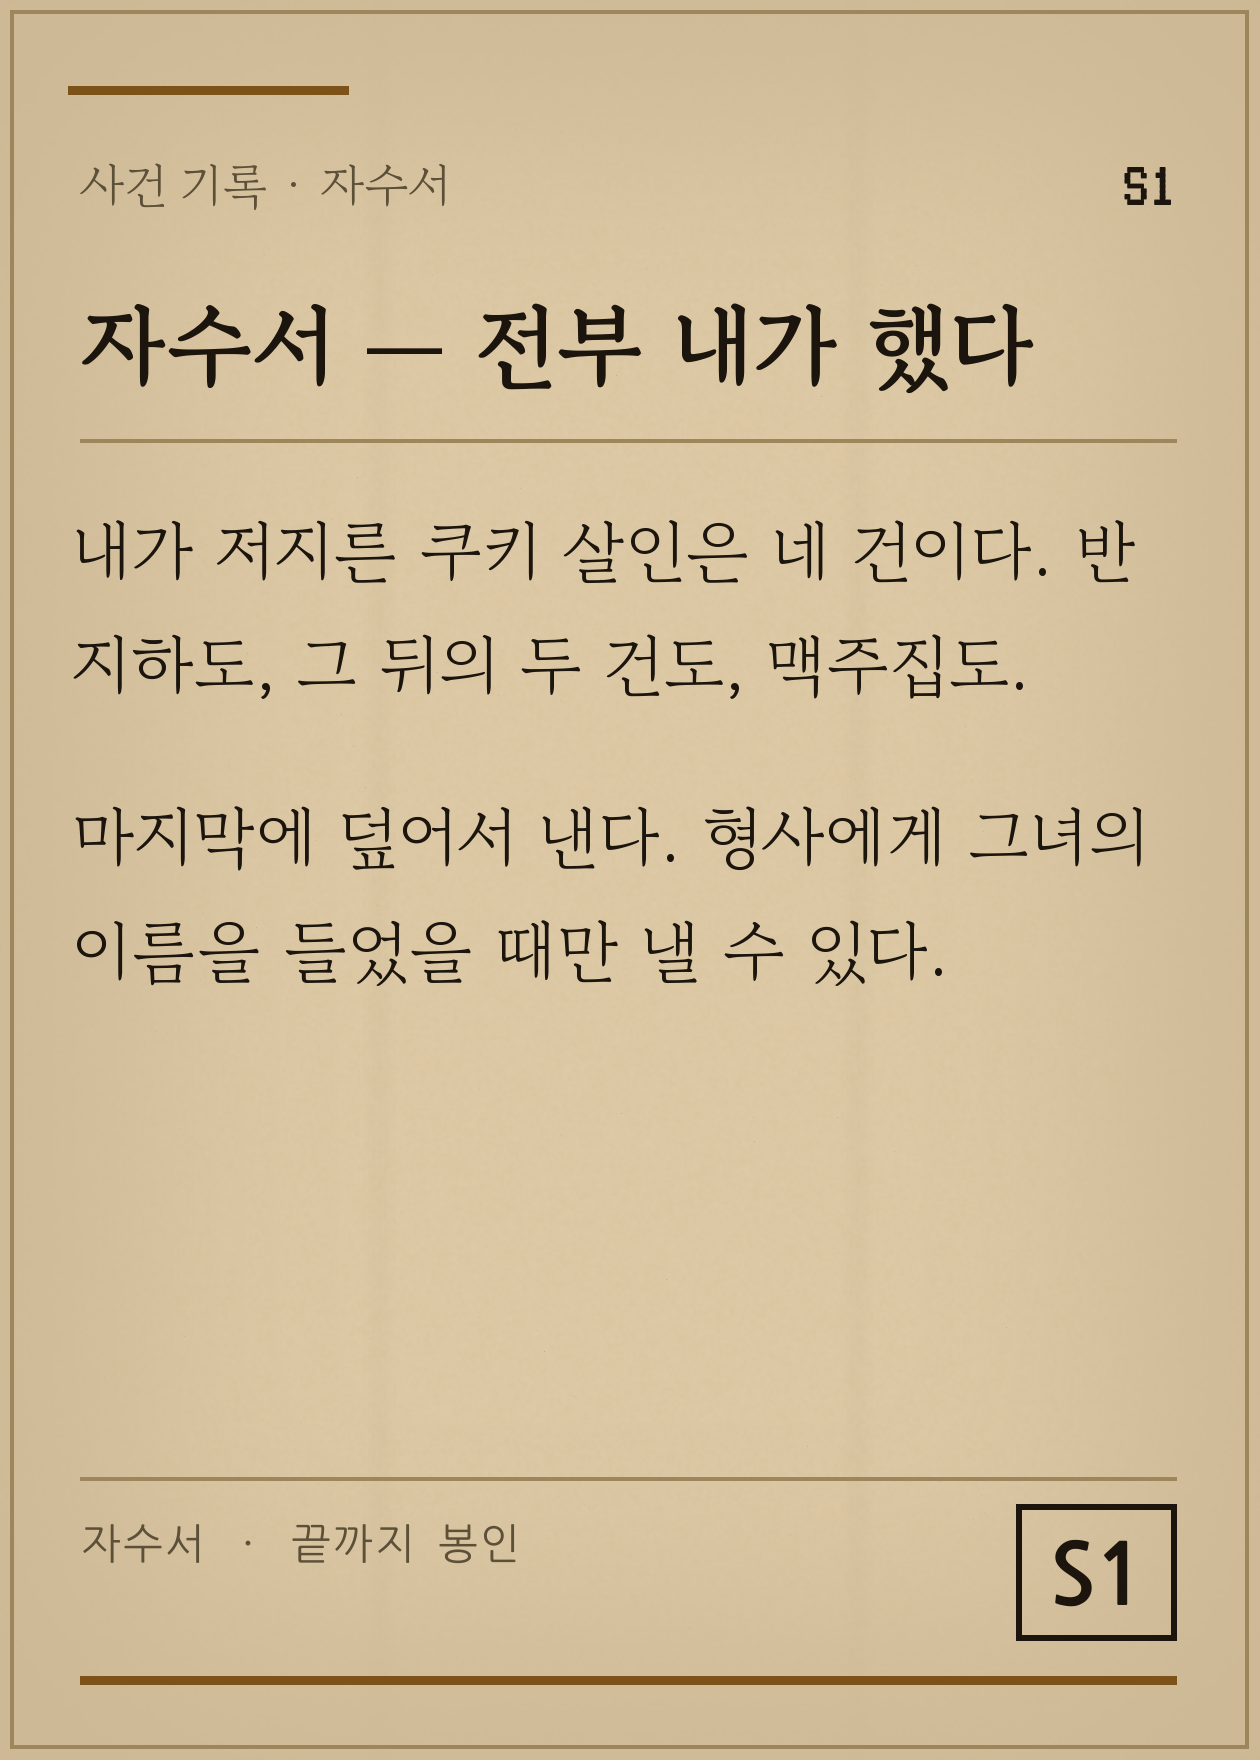 사건 기록 · 자수서
S1
자수서 — 전부 내가 했다
내가 저지른 쿠키 살인은 네 건이다. 반
지하도, 그 뒤의 두 건도, 맥주집도.
마지막에 덮어서 낸다. 형사에게 그녀의
이름을 들었을 때만 낼 수 있다.
자수서 · 끝까지 봉인
S1